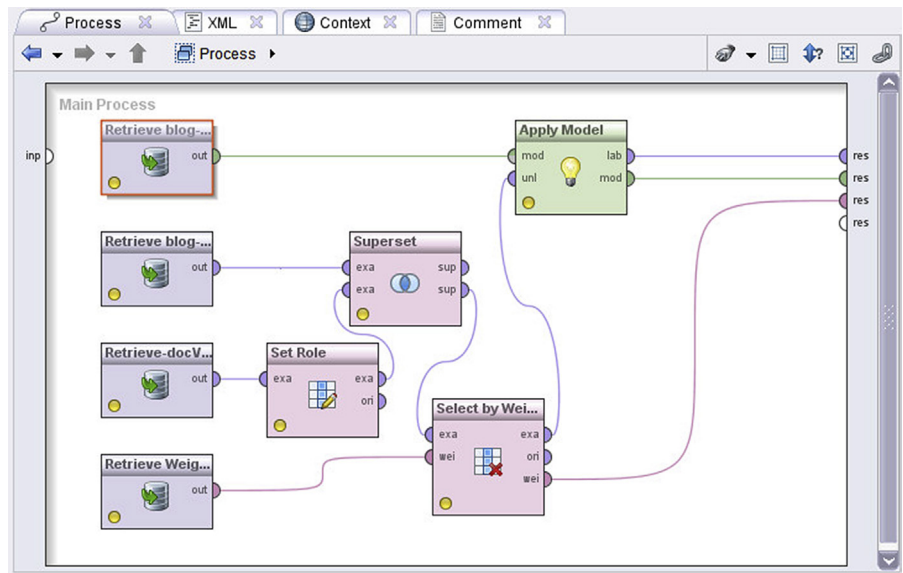 Process XML Context Comment
Process
Main Process
inp
Retrieve blog-...
out
Apply Model
mod lab
unl mod
res
res
res
res
Retrieve blog-...
out
Superset
exa sup
exa sup
Retrieve-docV...
out
Set Role
exa exa
ori
Select by Wei...
exa exa
wei ori
wei
Retrieve Weig...
out